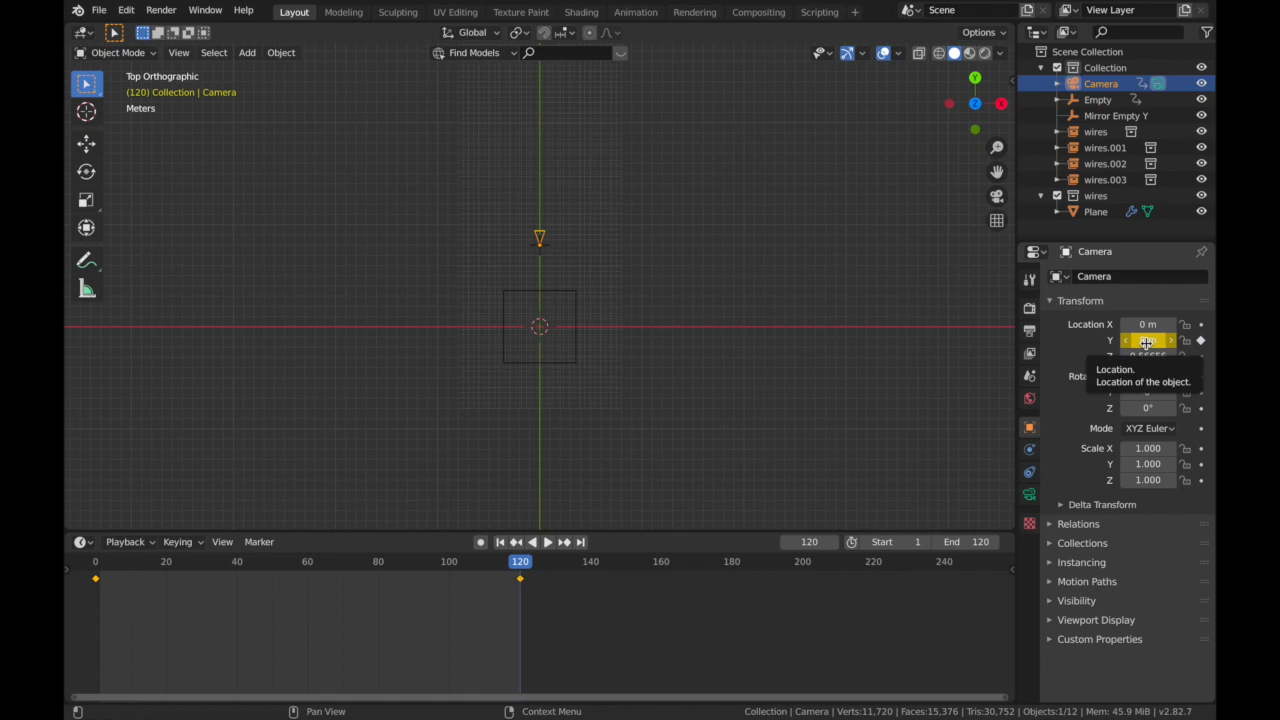 File Edit Render Window Help Layout Modeling Sculpting UV Editing Texture Paint Shading Animation Rendering Compositing Scripting + Scene View Layer
Global Options
Object Mode View Select Add Object Find Models
Top Orthographic
(120) Collection | Camera
Meters
Y
Z
X
Scene Collection
Collection
Camera
Empty
Mirror Empty Y
wires
wires.001
wires.002
wires.003
wires
Plane
Camera
Camera
Transform
Location X 0 m
Y
Location.
Location of the object.
Z 0°
Mode XYZ Euler
Scale X 1.000
Y 1.000
Z 1.000
Delta Transform
Relations
Collections
Instancing
Motion Paths
Visibility
Viewport Display
Custom Properties
Playback Keying View Marker 120 Start 1 End 120
0 20 40 60 80 100 120 140 160 180 200 220 240
Pan View Context Menu Collection | Camera | Verts:11,720 | Faces:15,376 | Tris:30,752 | Objects:1/12 | Mem: 45.9 MiB | v2.82.7